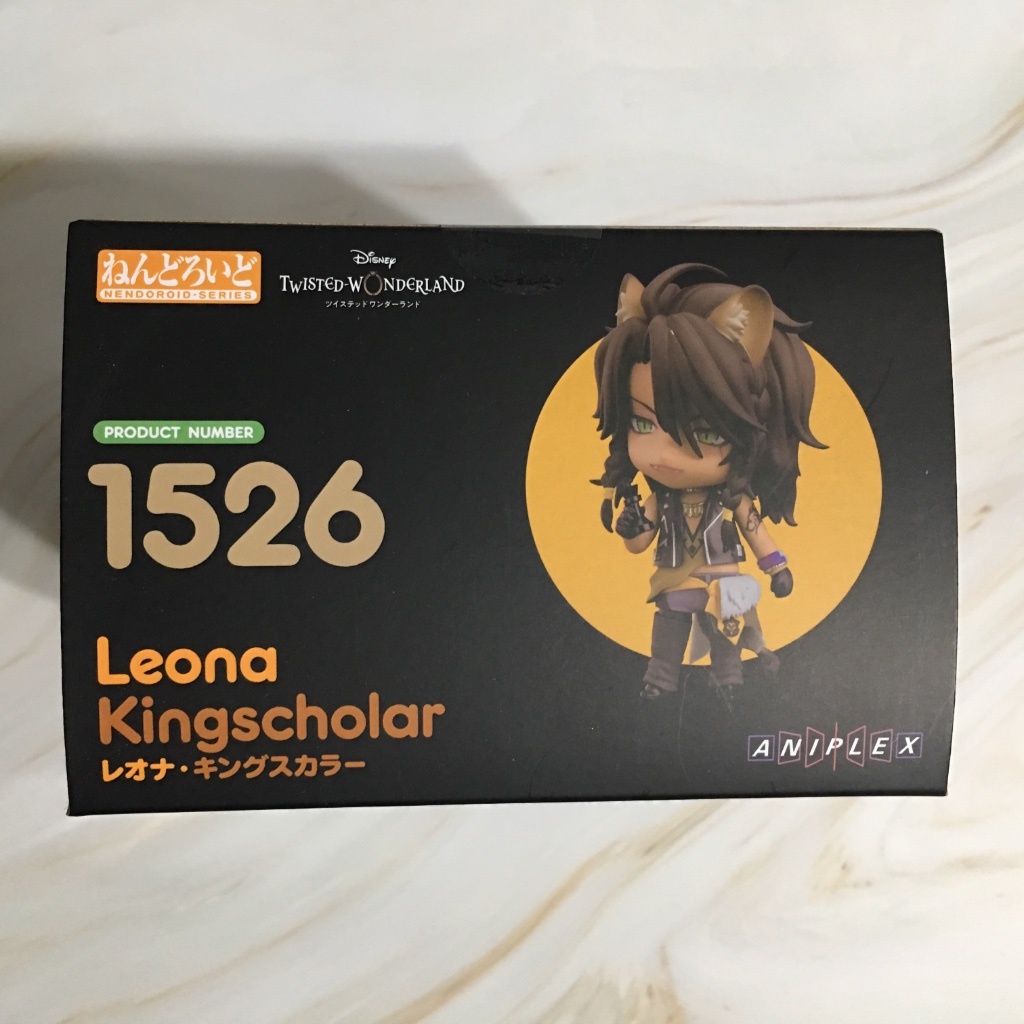 ねんどろいど
NENDOROID·SERIES
Disney
TWISTED-WONDERLAND
ツイステッドワンダーランド
PRODUCT NUMBER
1526
Leona
Kingscholar
レオナ・キングスカラー
ANIPLEX